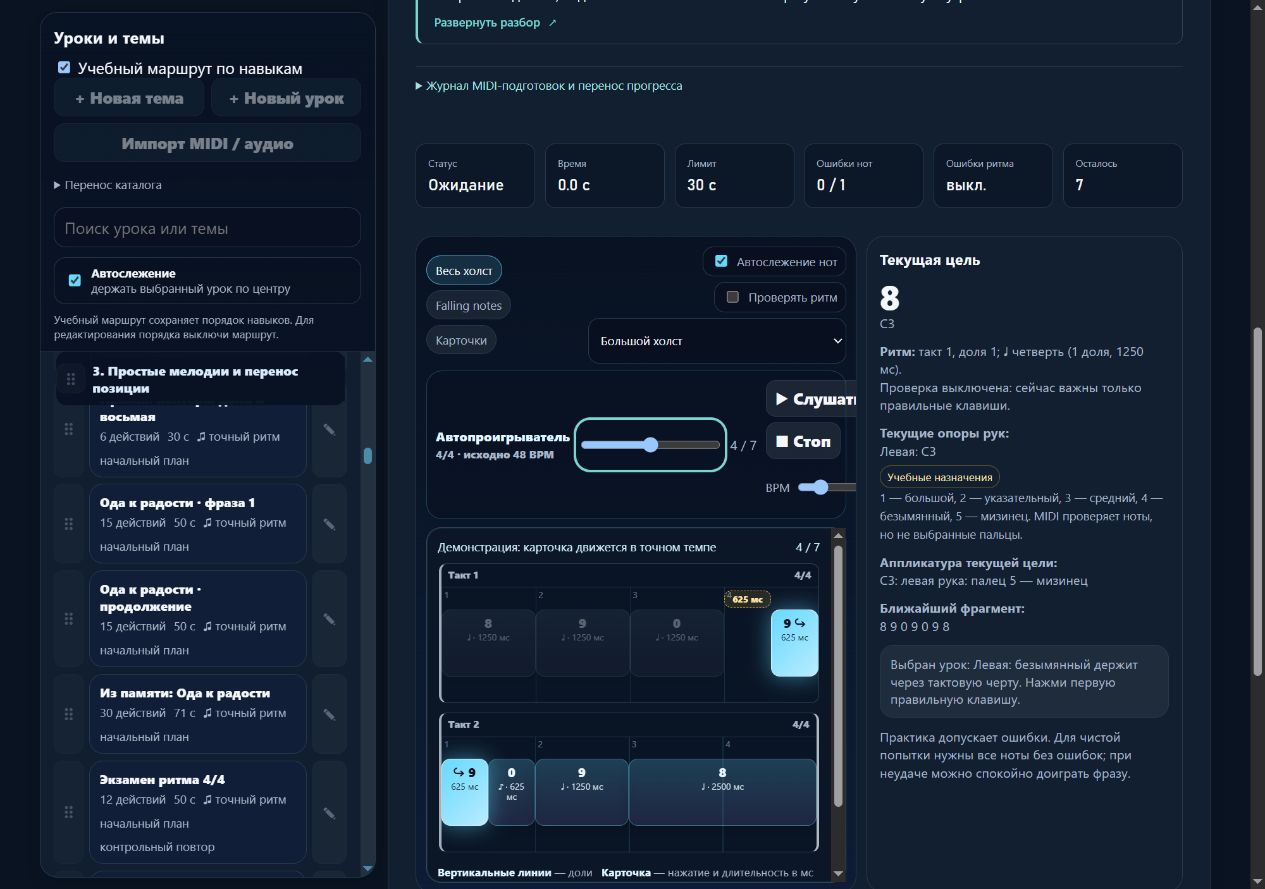 Уроки и темы
Учебный маршрут по навыкам
+ Новая тема
+ Новый урок
Импорт MIDI / аудио
▶ Перенос каталога
Поиск урока или темы
Автослежение
держать выбранный урок по центру
Учебный маршрут сохраняет порядок навыков. Для
редактирования порядка выключи маршрут.
3. Простые мелодии и перенос
позиции
восьмая
6 действий 30 с ♫ точный ритм
начальный план
Ода к радости · фраза 1
15 действий 50 с ♫ точный ритм
начальный план
Ода к радости ·
продолжение
15 действий 50 с ♫ точный ритм
начальный план
Из памяти: Ода к радости
30 действий 71 с ♫ точный ритм
начальный план
Экзамен ритма 4/4
12 действий 50 с ♫ точный ритм
начальный план
контрольный повтор
Развернуть разбор ↗
▶ Журнал MIDI-подготовок и перенос прогресса
Статус
Ожидание
Время
0.0 с
Лимит
30 с
Ошибки нот
0 / 1
Ошибки ритма
выкл.
Осталось
7
Весь холст
Falling notes
Карточки
Автослежение нот
Проверять ритм
Большой холст
Автопроигрыватель
4/4 · исходно 48 BPM
4 / 7
▶ Слушать
■ Стоп
BPM
Демонстрация: карточка движется в точном темпе
4 / 7
Такт 1
4/4
1
2
3
625 мс
8
♩ · 1250 мс
9
♩ · 1250 мс
0
♩ · 1250 мс
9 ↪
625 мс
Такт 2
4/4
1
2
3
4
↪ 9
625 мс
0
♪ · 625
мс
9
♩ · 1250 мс
8
♩ · 2500 мс
Вертикальные линии — доли Карточка — нажатие и длительность в мс
Текущая цель
8
C3
Ритм: такт 1, доля 1; ♩ четверть (1 доля, 1250
мс).
Проверка выключена: сейчас важны только
правильные клавиши.
Текущие опоры рук:
Левая: C3
Учебные назначения
1 — большой, 2 — указательный, 3 — средний, 4 —
безымянный, 5 — мизинец. MIDI проверяет ноты,
но не выбранные пальцы.
Аппликатура текущей цели:
C3: левая рука: палец 5 — мизинец
Ближайший фрагмент:
8 9 0 9 0 9 8
Выбран урок: Левая: безымянный держит
через тактовую черту. Нажми первую
правильную клавишу.
Практика допускает ошибки. Для чистой
попытки нужны все ноты без ошибок; при
неудаче можно спокойно доиграть фразу.